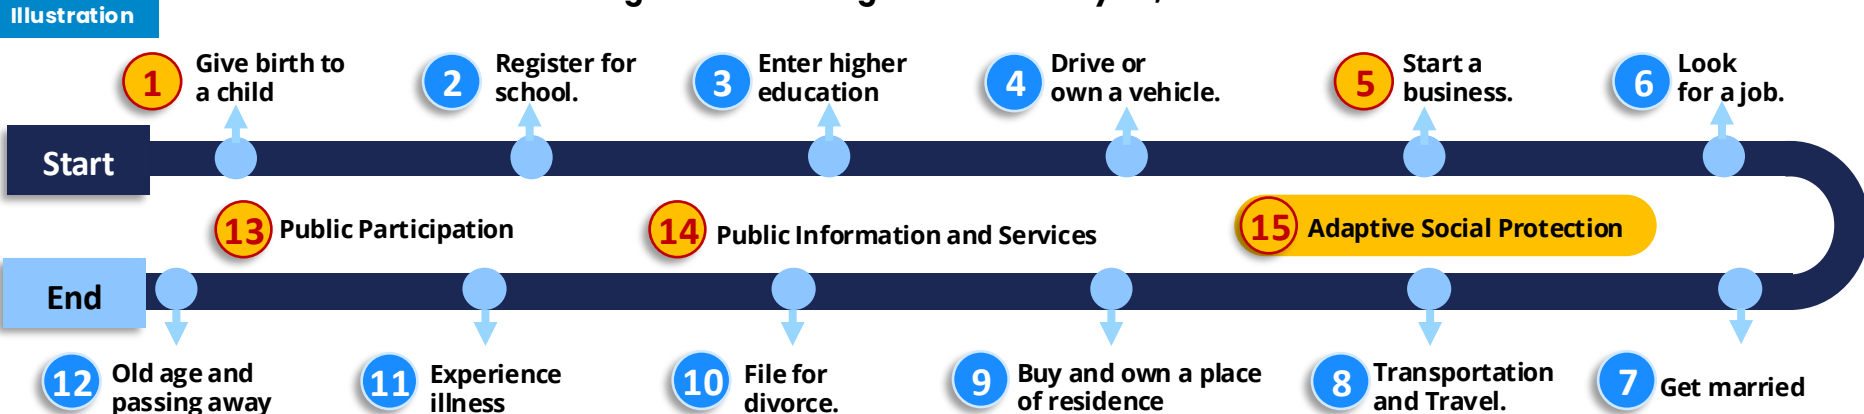 Illustration
1 Give birth to
a child
2 Register for
school.
3 Enter higher
education
4 Drive or
own a vehicle.
5 Start a
business.
6 Look
for a job.
Start
13 Public Participation
14 Public Information and Services
15 Adaptive Social Protection
End
12 Old age and
passing away
11 Experience
illness
10 File for
divorce.
9 Buy and own a place
of residence
8 Transportation
and Travel.
7 Get married